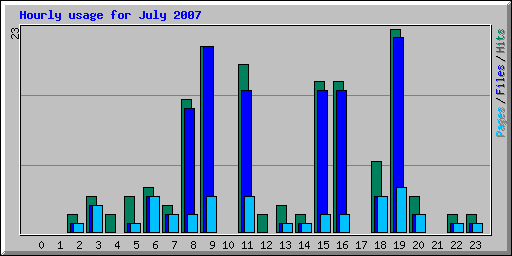 Hourly usage for July 2007
23
Pages / Files / Hits
0 1 2 3 4 5 6 7 8 9 10 11 12 13 14 15 16 17 18 19 20 21 22 23